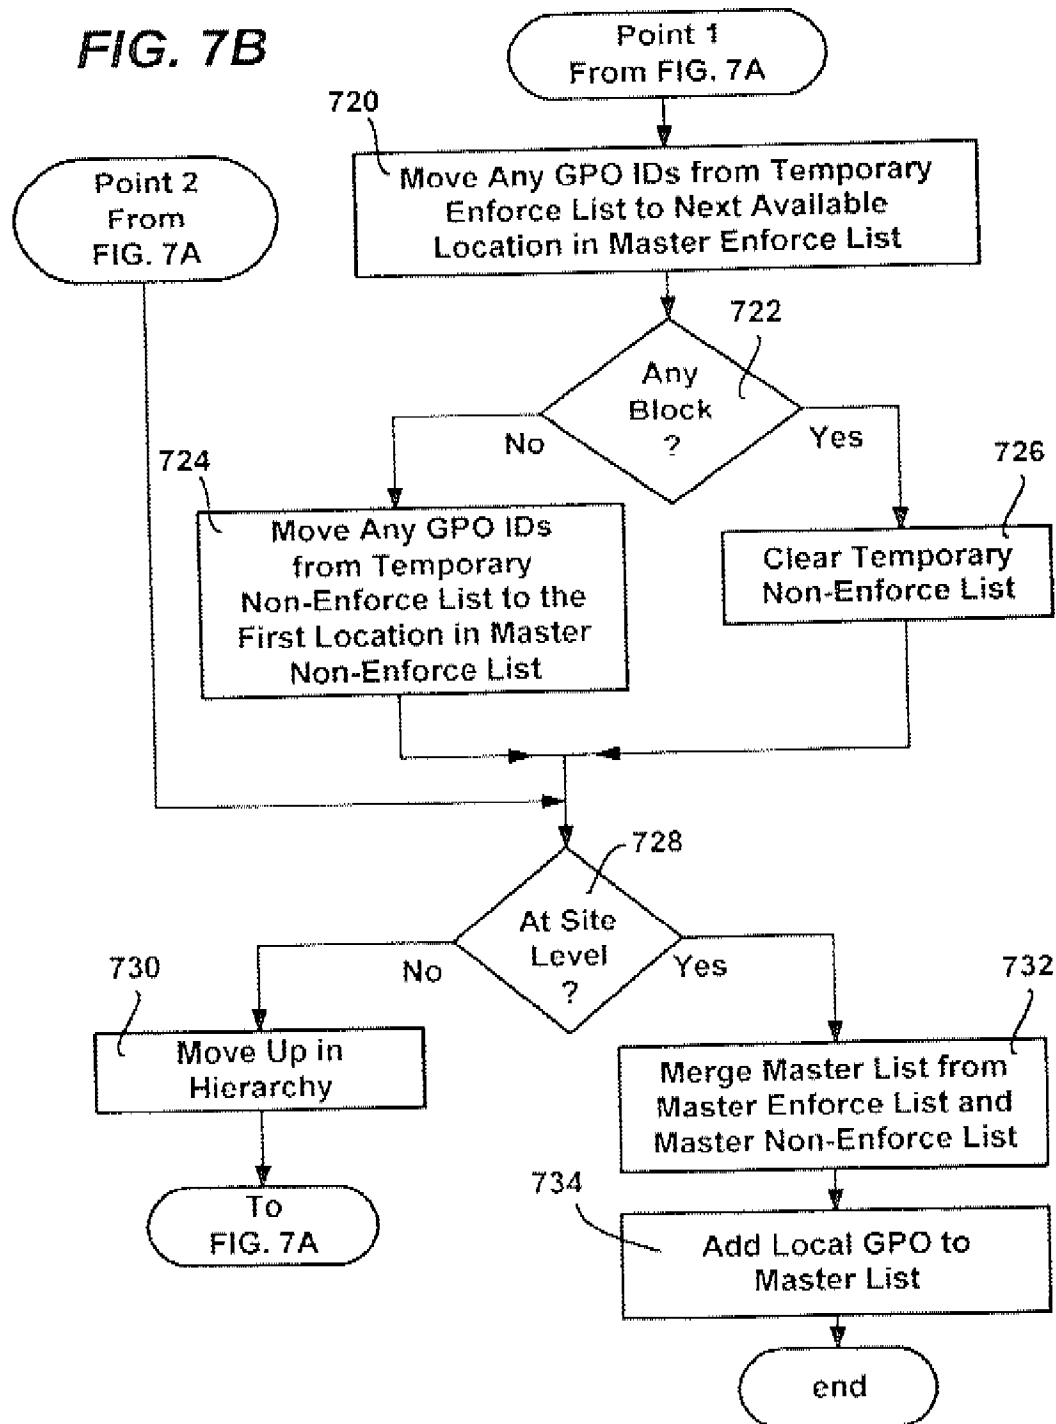 FIG. 7B
Point 1
From FIG. 7A
720
Move Any GPO IDs from Temporary
Enforce List to Next Available
Location in Master Enforce List
Point 2
From
FIG. 7A
722
Any
Block
?
No
Yes
724
Move Any GPO IDs
from Temporary
Non-Enforce List to the
First Location in Master
Non-Enforce List
726
Clear Temporary
Non-Enforce List
728
At Site
Level
?
No
Yes
730
Move Up in
Hierarchy
To
FIG. 7A
732
Merge Master List from
Master Enforce List and
Master Non-Enforce List
734
Add Local GPO to
Master List
end